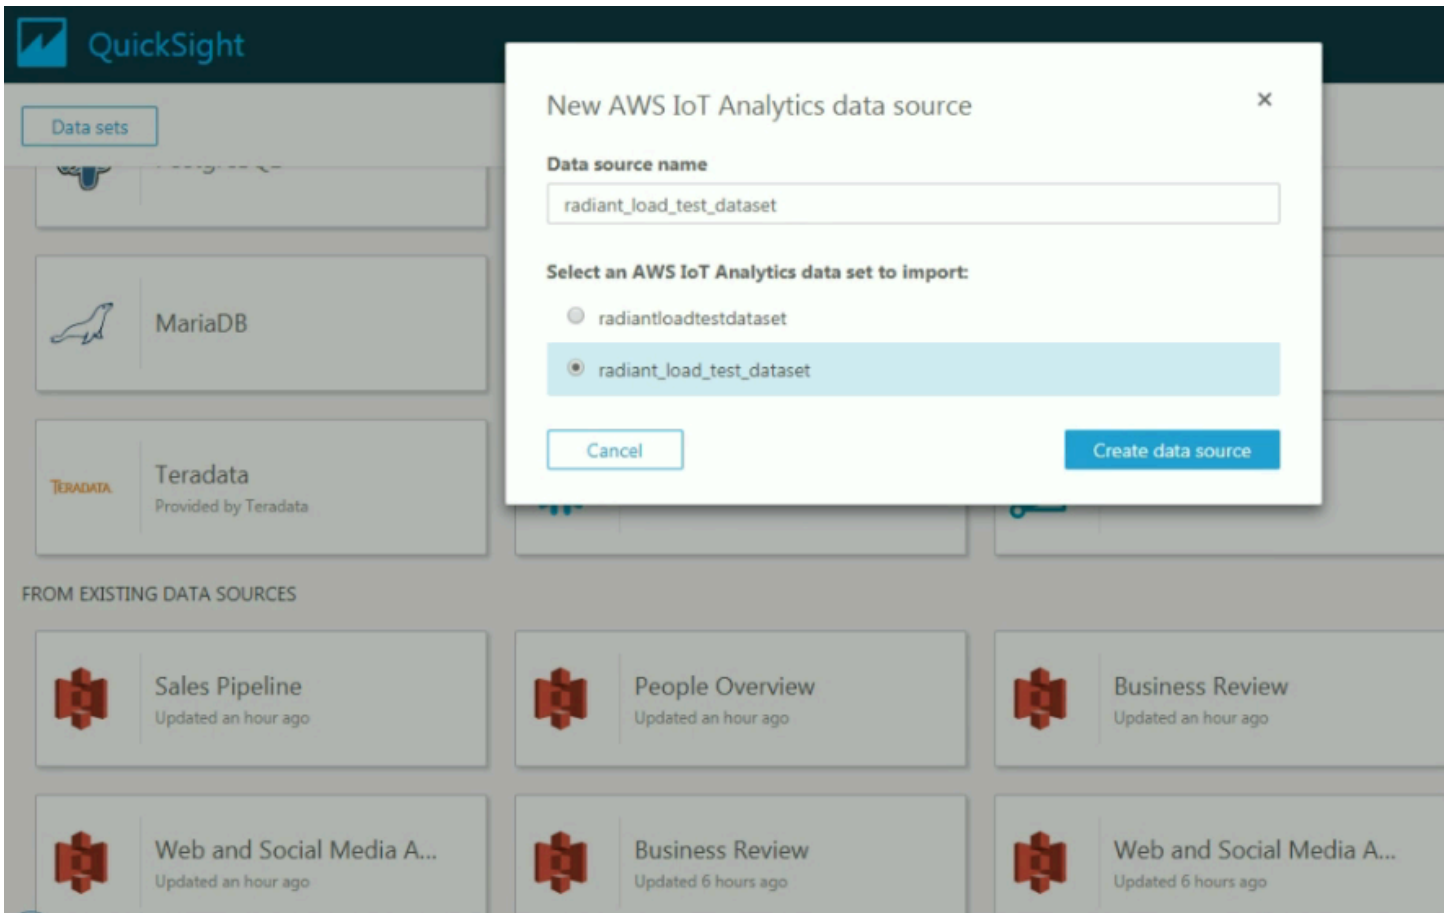 QuickSight
Data sets
New AWS IoT Analytics data source
Data source name
radiant_load_test_dataset
Select an AWS IoT Analytics data set to import:
radiantloadtestdataset
radiant_load_test_dataset
Cancel
Create data source
MariaDB
TERADATA
Teradata
Provided by Teradata
FROM EXISTING DATA SOURCES
Sales Pipeline
Updated an hour ago
People Overview
Updated an hour ago
Business Review
Updated an hour ago
Web and Social Media A...
Updated an hour ago
Business Review
Updated 6 hours ago
Web and Social Media A...
Updated 6 hours ago